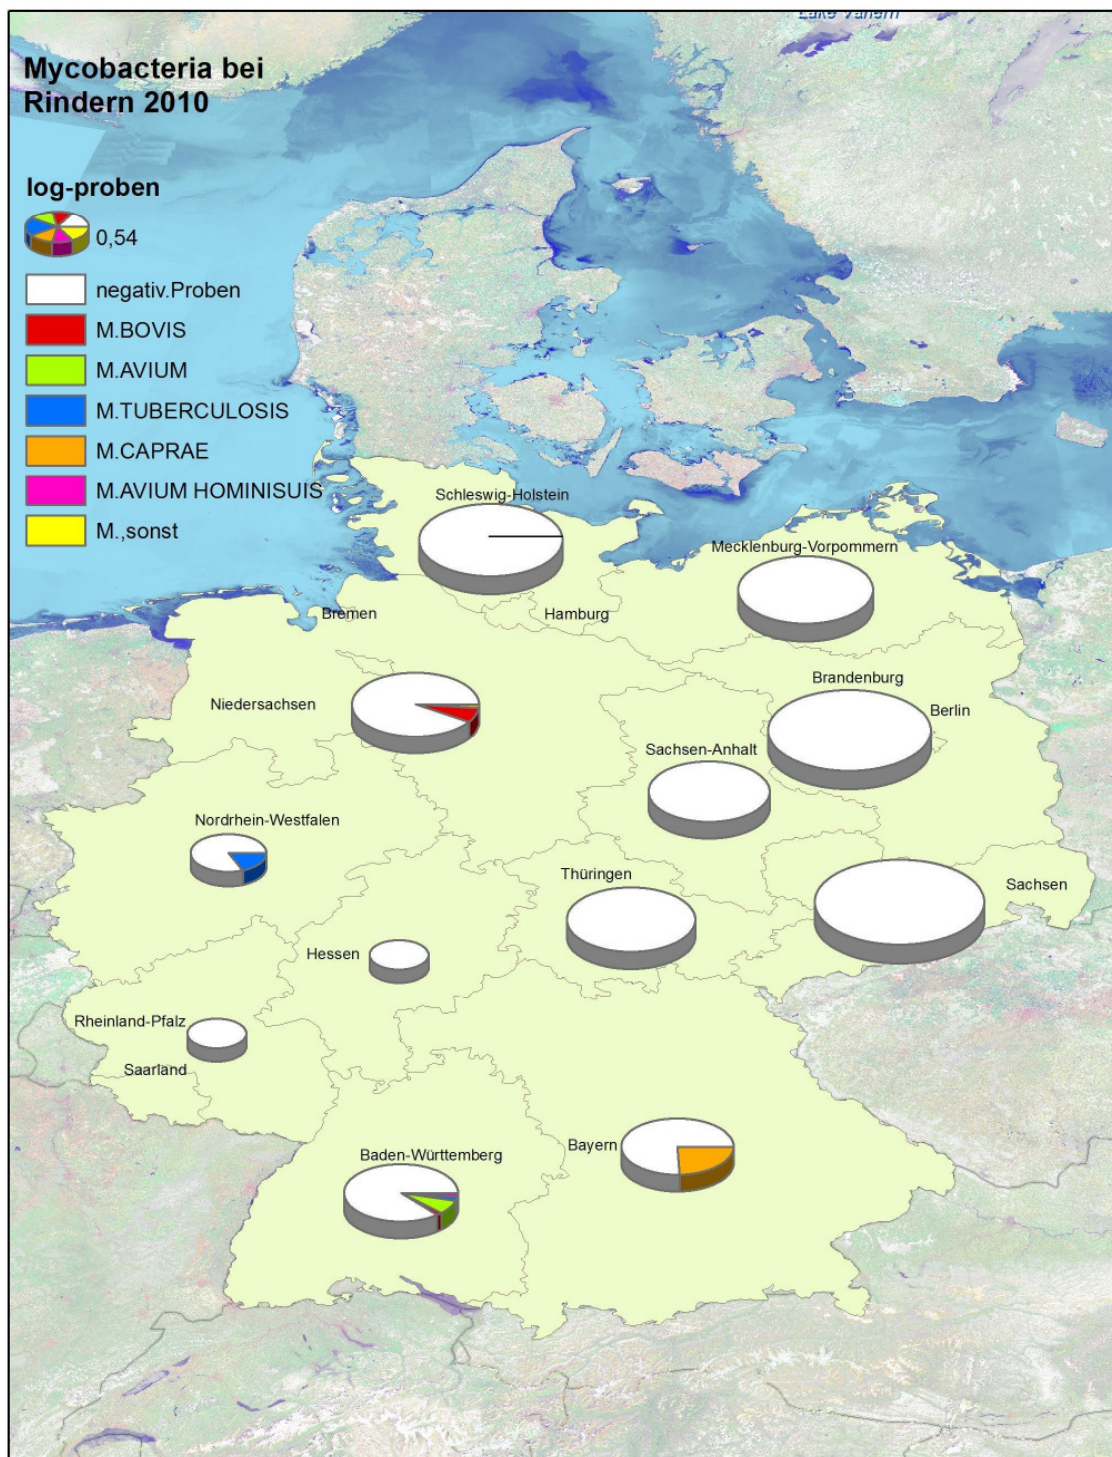 Lake Vänern
Mycobacteria bei
Rindern 2010
log-proben
0,54
negativ.Proben
M.BOVIS
M.AVIUM
M.TUBERCULOSIS
M.CAPRAE
M.AVIUM HOMINISUIS
M.,sonst
Schleswig-Holstein
Mecklenburg-Vorpommern
Bremen
Hamburg
Brandenburg
Niedersachsen
Berlin
Sachsen-Anhalt
Nordrhein-Westfalen
Thüringen
Sachsen
Hessen
Rheinland-Pfalz
Saarland
Bayern
Baden-Württemberg